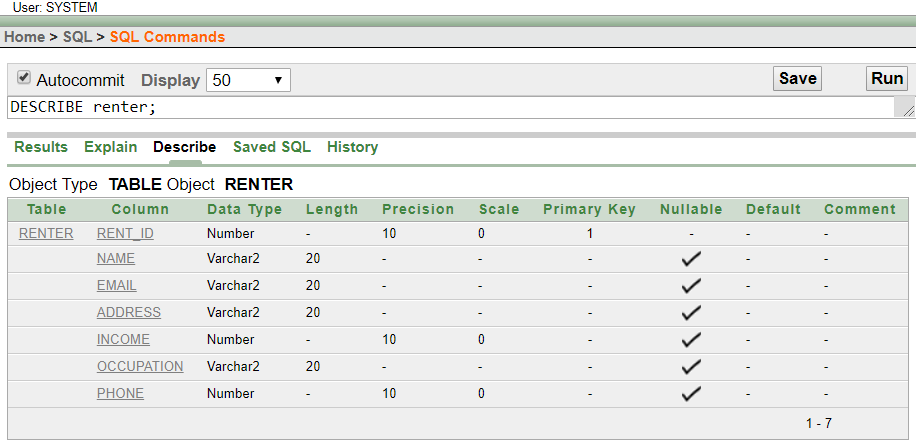 User: SYSTEM
Home > SQL > SQL Commands
Autocommit Display 50 Save Run
DESCRIBE renter;
Results Explain Describe Saved SQL History
Object Type TABLE Object RENTER
Table Column Data Type Length Precision Scale Primary Key Nullable Default Comment
RENTER RENT_ID Number - 10 0 1 - - -
NAME Varchar2 20 - - - - -
EMAIL Varchar2 20 - - - - -
ADDRESS Varchar2 20 - - - - -
INCOME Number - 10 0 - - -
OCCUPATION Varchar2 20 - - - - -
PHONE Number - 10 0 - - -
1 - 7